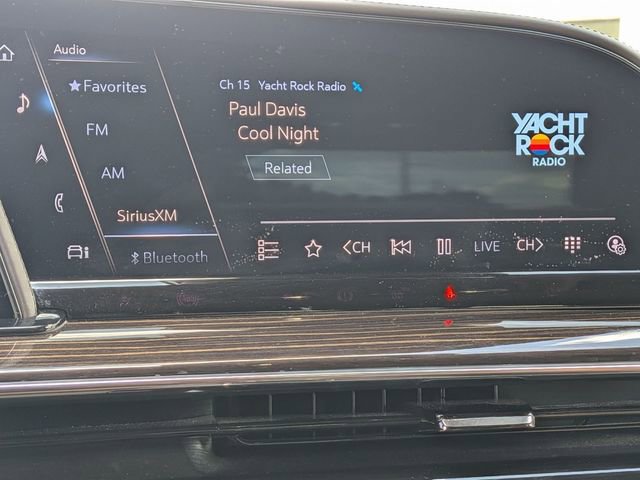 Audio
Favorites
FM
AM
SiriusXM
Bluetooth
Ch 15 Yacht Rock Radio
Paul Davis
Cool Night
Related
YACHT
ROCK
RADIO
CH LIVE CH